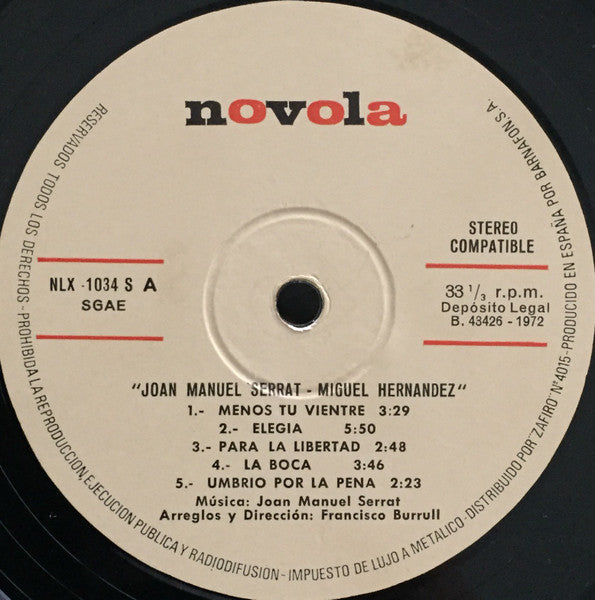 novola
RESERVADOS TODOS LOS DERECHOS - PROHIBIDA LA REPRODUCCION, EJECUCION PUBLICA Y RADIODIFUSION - IMPUESTO DE LUJO A METALICO - DISTRIBUIDO POR "ZAFIRO" Nº 4015 - PRODUCIDO EN ESPAÑA POR BARNAFON, S.A.
NLX - 1034 S A
SGAE
STEREO
COMPATIBLE
33 1/3 r.p.m.
Depósito Legal
B. 43426 - 1972
"JOAN MANUEL SERRAT - MIGUEL HERNANDEZ"
1.- MENOS TU VIENTRE 3:29
2.- ELEGIA 5:50
3.- PARA LA LIBERTAD 2:48
4.- LA BOCA 3:46
5.- UMBRIO POR LA PENA 2:23
Música: Joan Manuel Serrat
Arreglos y Dirección: Francisco Burrull